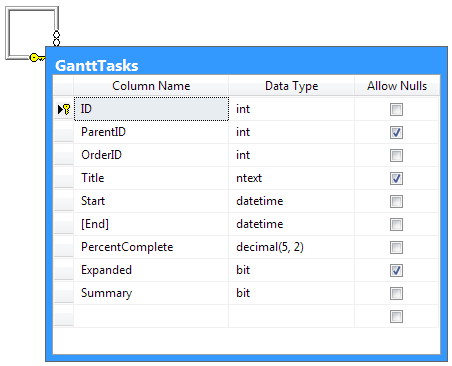 GanttTasks
Column Name Data Type Allow Nulls
ID int
ParentID int
OrderID int
Title ntext
Start datetime
[End] datetime
PercentComplete decimal(5, 2)
Expanded bit
Summary bit